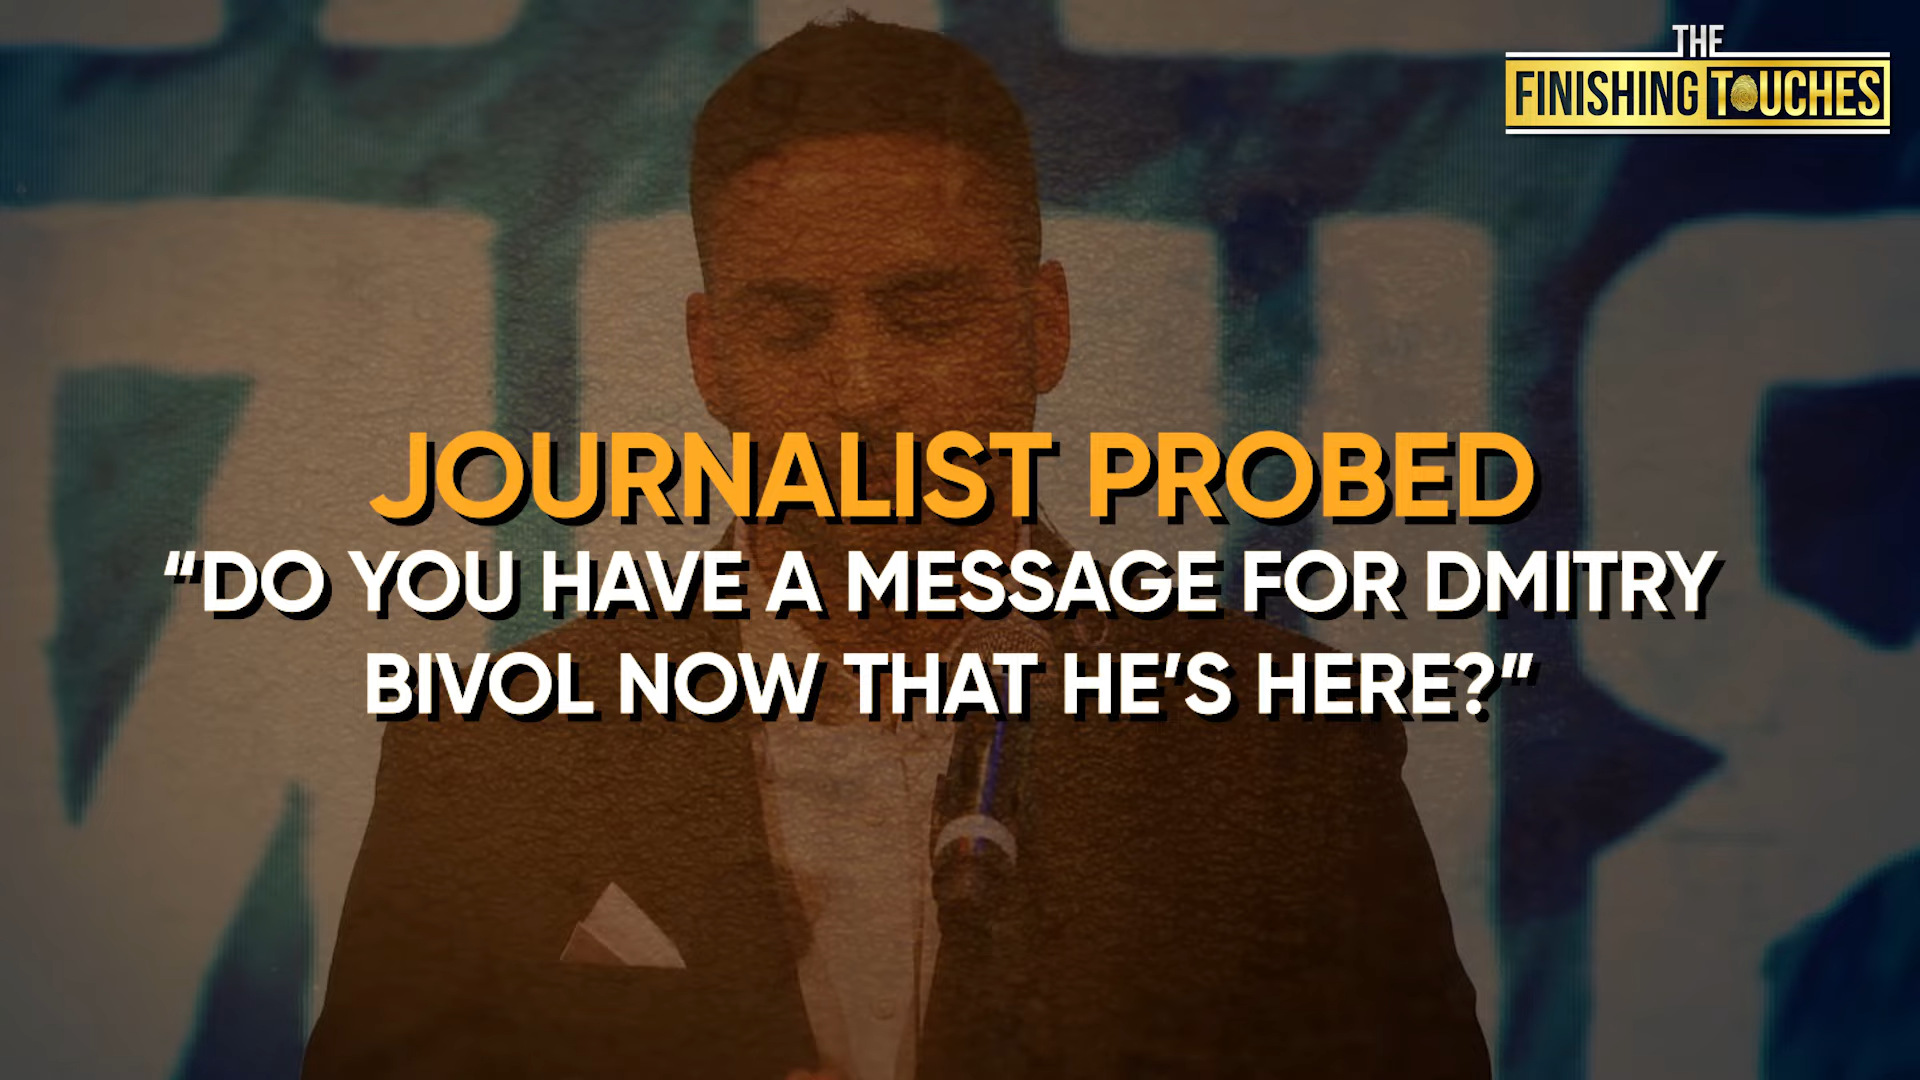 THE
FINISHING TOUCHES
JOURNALIST PROBED
“DO YOU HAVE A MESSAGE FOR DMITRY
BIVOL NOW THAT HE’S HERE?”